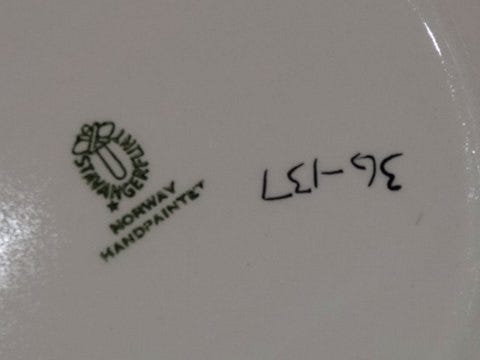 STAVANGERFLINT
NORWAY
HANDPAINTET
36-137